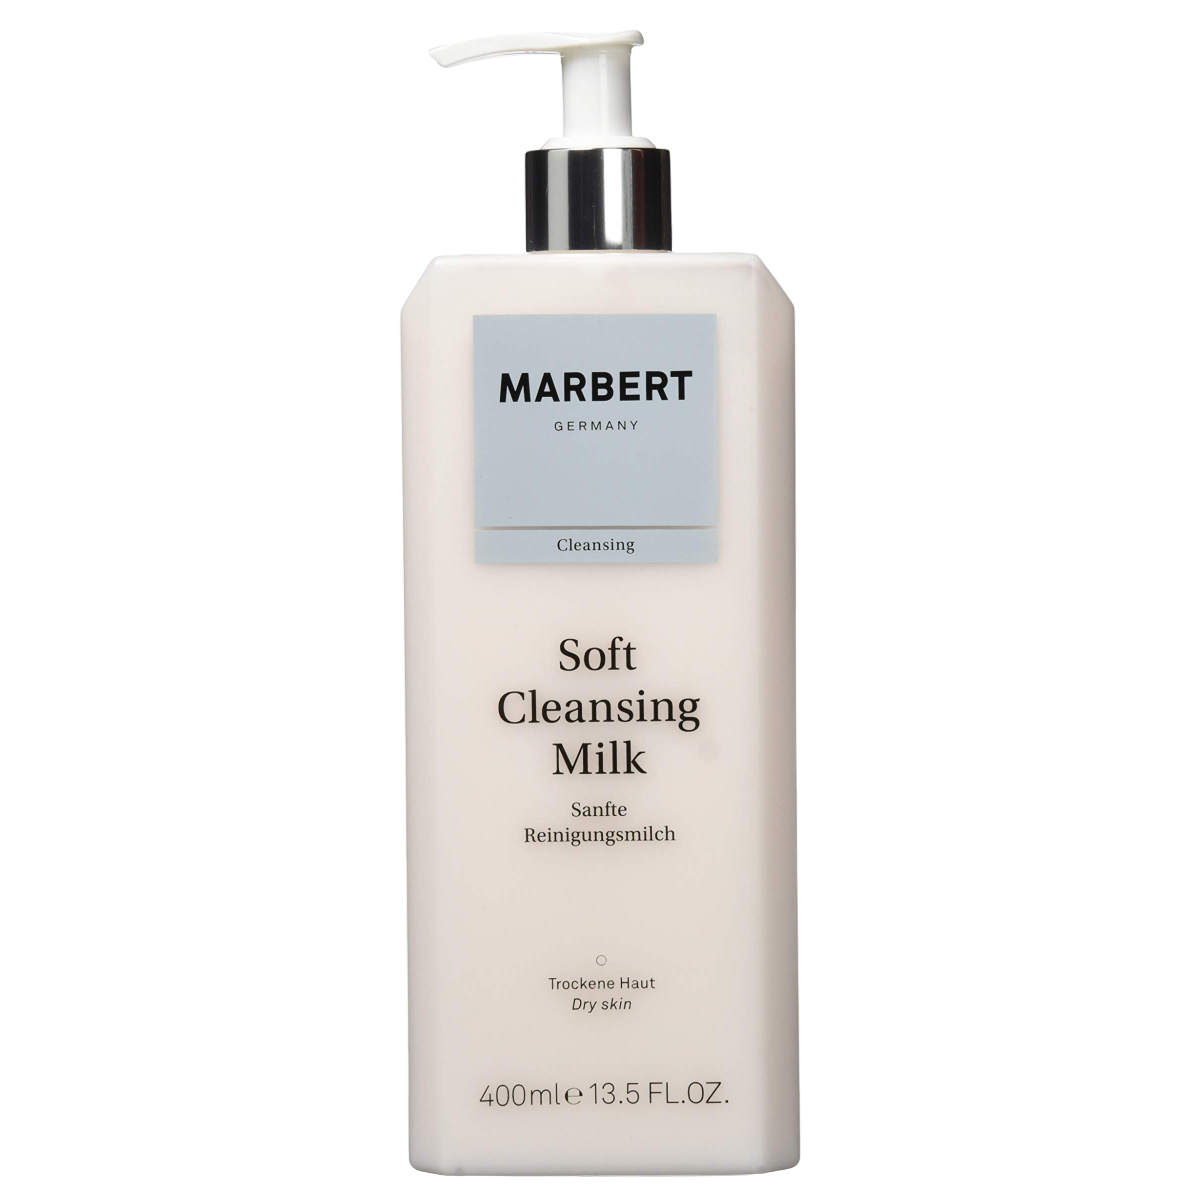 MARBERT
GERMANY
Cleansing
Soft
Cleansing
Milk
Sanfte
Reinigungsmilch
Trockene Haut
Dry skin
400ml℮13.5 FL.OZ.